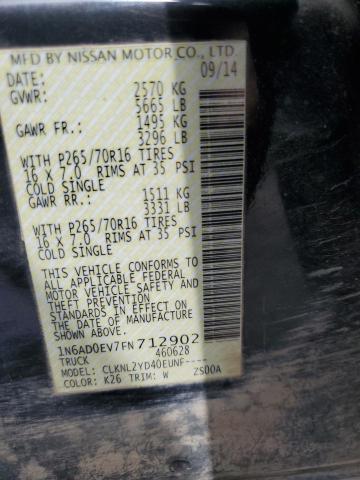 MFD BY NISSAN MOTOR CO., LTD.
DATE: 09/14
GVWR: 2570 KG
5665 LB
GAWR FR.: 1495 KG
3296 LB
WITH P265/70R16 TIRES
16 X 7.0 RIMS AT 35 PSI
COLD SINGLE
GAWR RR.: 1511 KG
3331 LB
WITH P265/70R16 TIRES
16 X 7.0 RIMS AT 35 PSI
COLD SINGLE
THIS VEHICLE CONFORMS TO
ALL APPLICABLE FEDERAL
MOTOR VEHICLE SAFETY AND
THEFT PREVENTION
STANDARDS IN EFFECT ON
THE DATE OF MANUFACTURE
SHOWN ABOVE.
1N6AD0EV7FN712902
TRUCK 460628
MODEL: CLKNL2YD40EUNF----
COLOR: K26 TRIM: W ZS00A